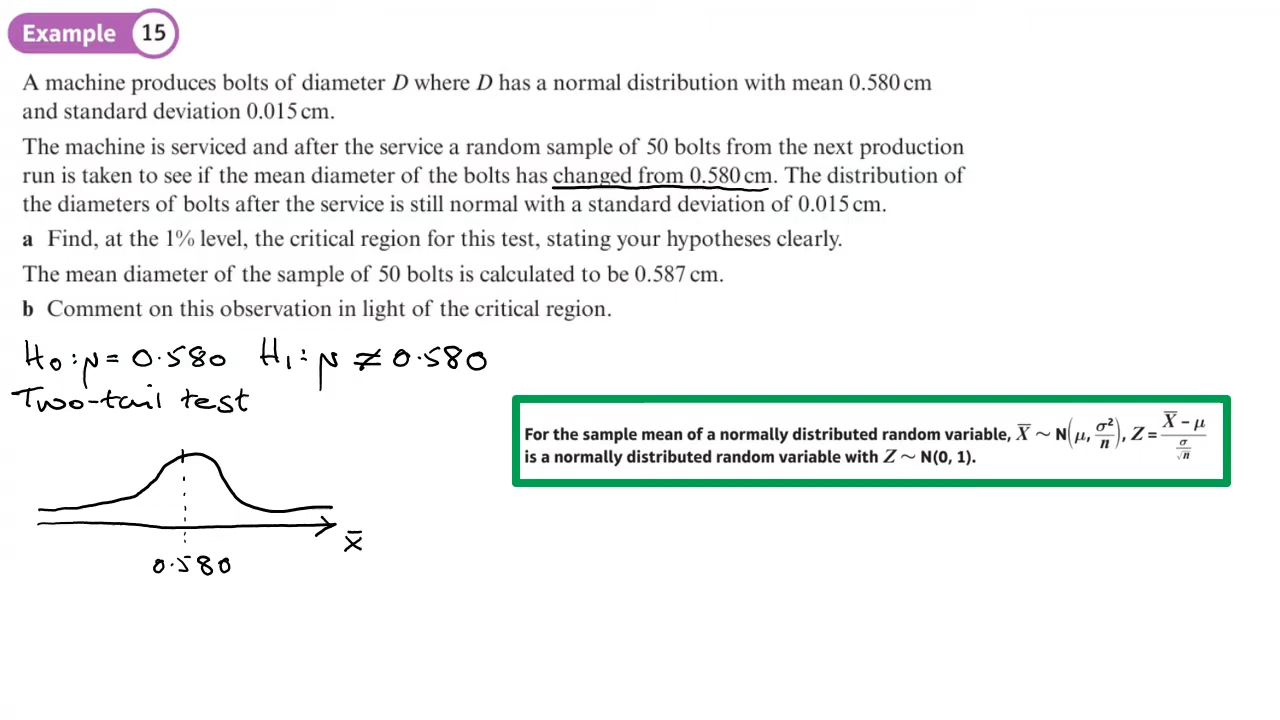 Example 15
A machine produces bolts of diameter D where D has a normal distribution with mean 0.580 cm
and standard deviation 0.015 cm.
The machine is serviced and after the service a random sample of 50 bolts from the next production
run is taken to see if the mean diameter of the bolts has changed from 0.580 cm. The distribution of
the diameters of bolts after the service is still normal with a standard deviation of 0.015 cm.
a Find, at the 1% level, the critical region for this test, stating your hypotheses clearly.
The mean diameter of the sample of 50 bolts is calculated to be 0.587 cm.
b Comment on this observation in light of the critical region.
H₀ : μ = 0.580 H₁ : μ ≠ 0.580
Two-tail test
For the sample mean of a normally distributed random variable, X̄ ~ N(μ, σ²/n), Z = (X̄ − μ)/(σ/√n)
is a normally distributed random variable with Z ~ N(0, 1).
X̄
0.580